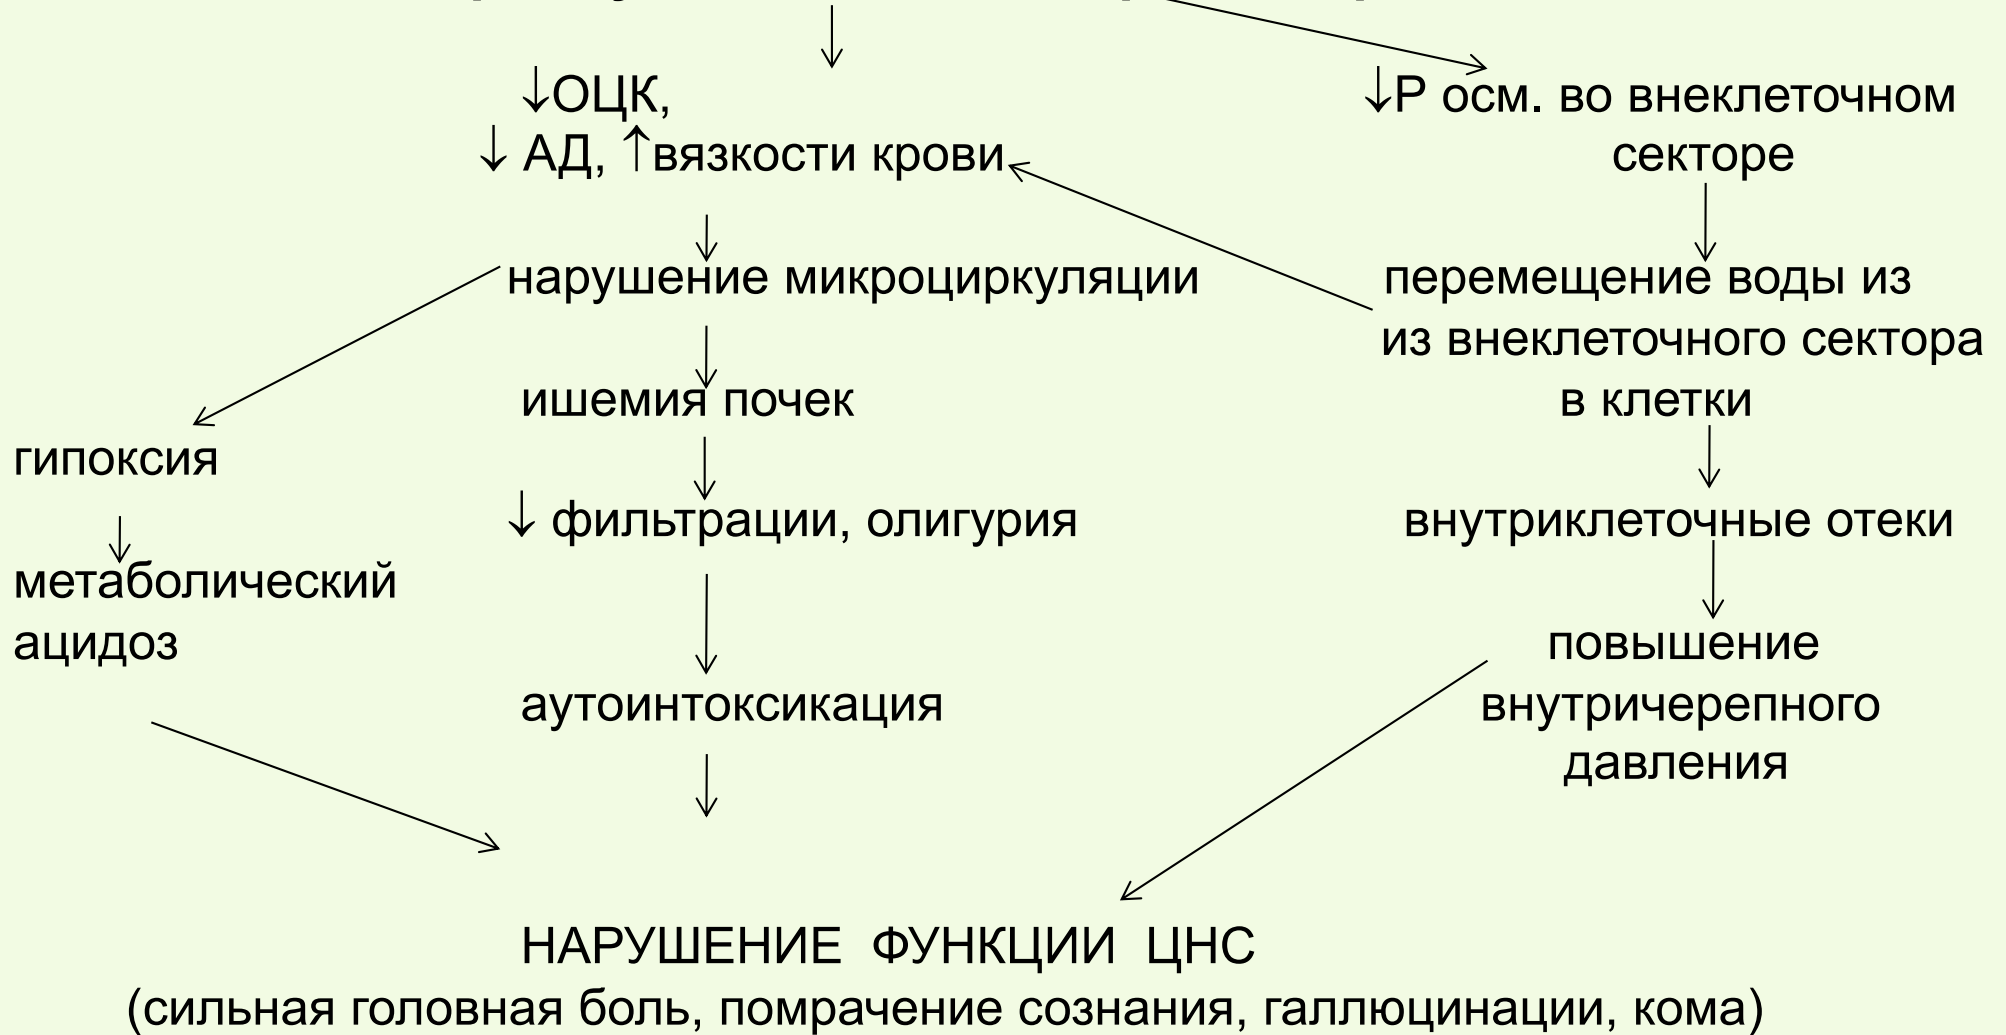 ↓ОЦК,
↓ АД, ↑вязкости крови
нарушение микроциркуляции
ишемия почек
↓ фильтрации, олигурия
аутоинтоксикация
гипоксия
метаболический
ацидоз
↓Р осм. во внеклеточном
секторе
перемещение воды из
из внеклеточного сектора
в клетки
внутриклеточные отеки
повышение
внутричерепного
давления
НАРУШЕНИЕ ФУНКЦИИ ЦНС
(сильная головная боль, помрачение сознания, галлюцинации, кома)